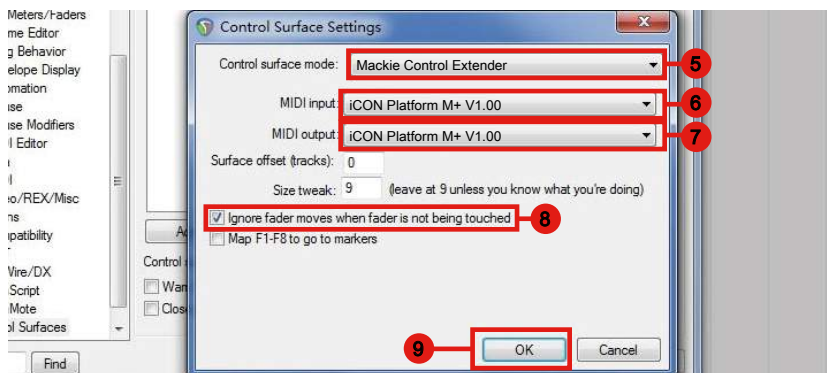 Meters/Faders
me Editor
g Behavior
elope Display
omation
se
se Modifiers
I Editor
eo/REX/Misc
ns
patibility
Wire/DX
Script
Mote
ol Surfaces
Find
Control
Wan
Clos
Control Surface Settings
Control surface mode: Mackie Control Extender 5
MIDI input: iCON Platform M+ V1.00 6
MIDI output: iCON Platform M+ V1.00 7
Surface offset (tracks): 0
Size tweak: 9 (leave at 9 unless you know what you're doing)
Ignore fader moves when fader is not being touched 8
Map F1-F8 to go to markers
9 OK Cancel